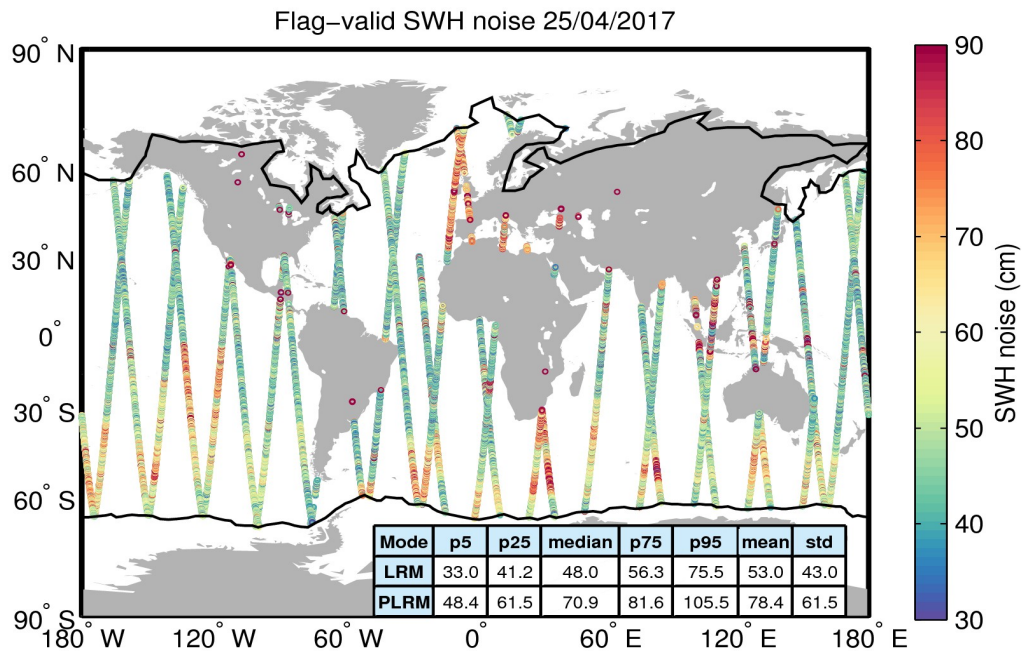 Flag−valid SWH noise 25/04/2017
90° N
60° N
30° N
0°
30° S
60° S
90° S
180° W
120° W
60° W
0°
60° E
120° E
180° E
90
80
70
60
50
40
30
SWH noise (cm)
Mode p5 p25 median p75 p95 mean std
LRM 33.0 41.2 48.0 56.3 75.5 53.0 43.0
PLRM 48.4 61.5 70.9 81.6 105.5 78.4 61.5